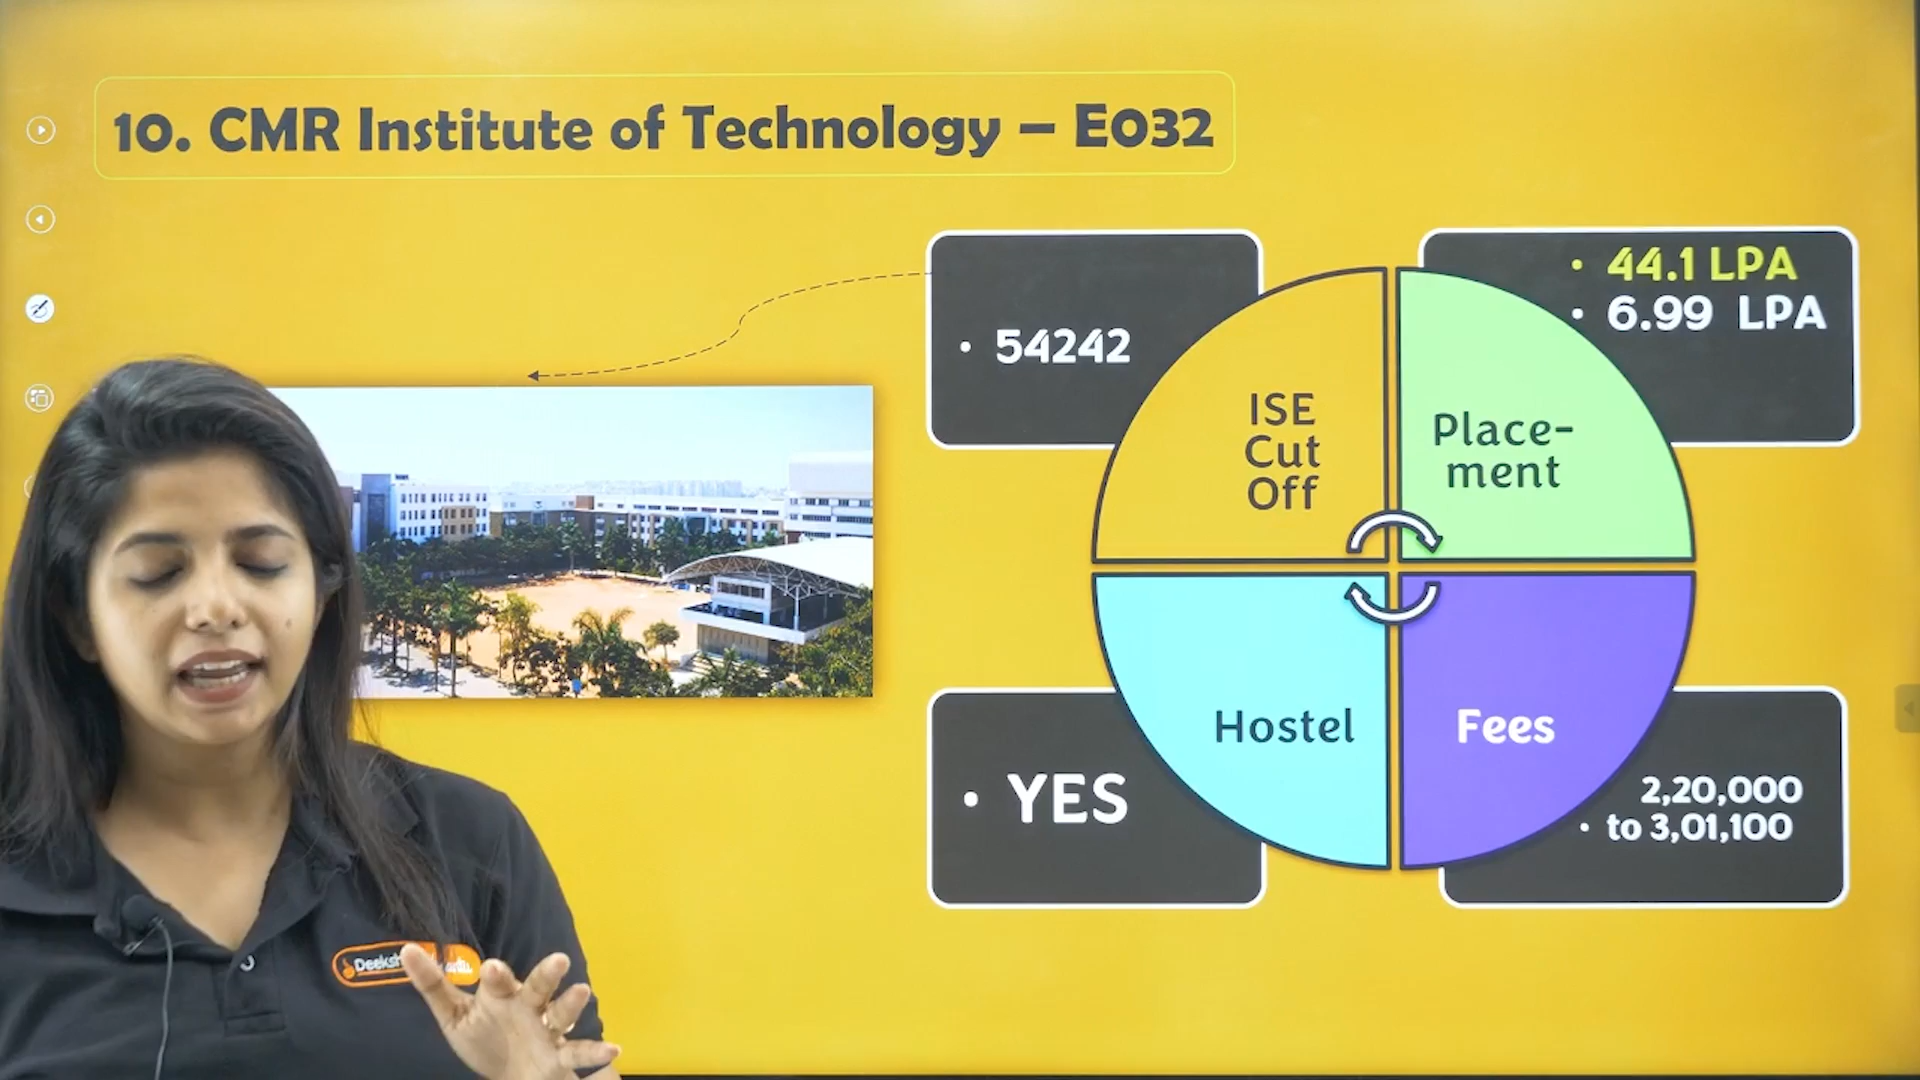 10. CMR Institute of Technology – E032
• 54242
• 44.1 LPA
• 6.99 LPA
ISE
Cut
Off
Place-
ment
Hostel
Fees
• YES
2,20,000
• to 3,01,100